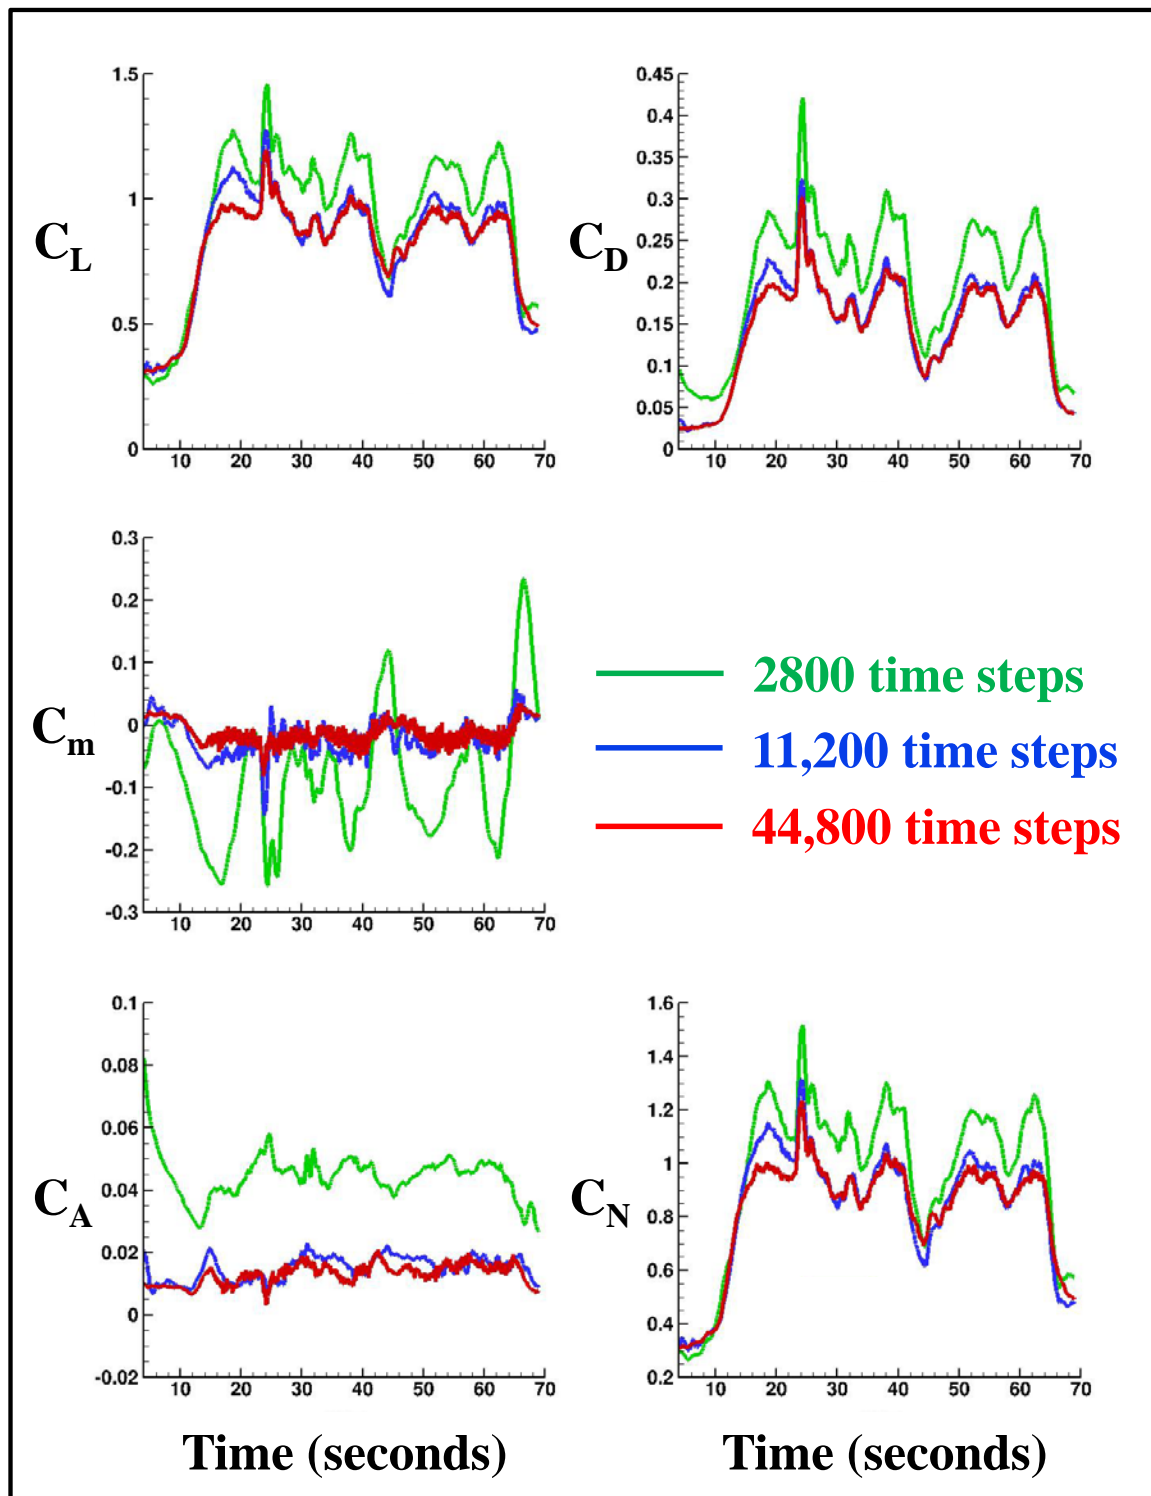 1.5
1
0.5
0
C_L
10 20 30 40 50 60 70
0.45
0.4
0.35
0.3
0.25
0.2
0.15
0.1
0.05
0
C_D
10 20 30 40 50 60 70
0.3
0.2
0.1
0
-0.1
-0.2
-0.3
C_m
10 20 30 40 50 60 70
2800 time steps
11,200 time steps
44,800 time steps
0.1
0.08
0.06
0.04
0.02
0
-0.02
C_A
10 20 30 40 50 60 70
Time (seconds)
1.6
1.4
1.2
1
0.8
0.6
0.4
0.2
C_N
10 20 30 40 50 60 70
Time (seconds)